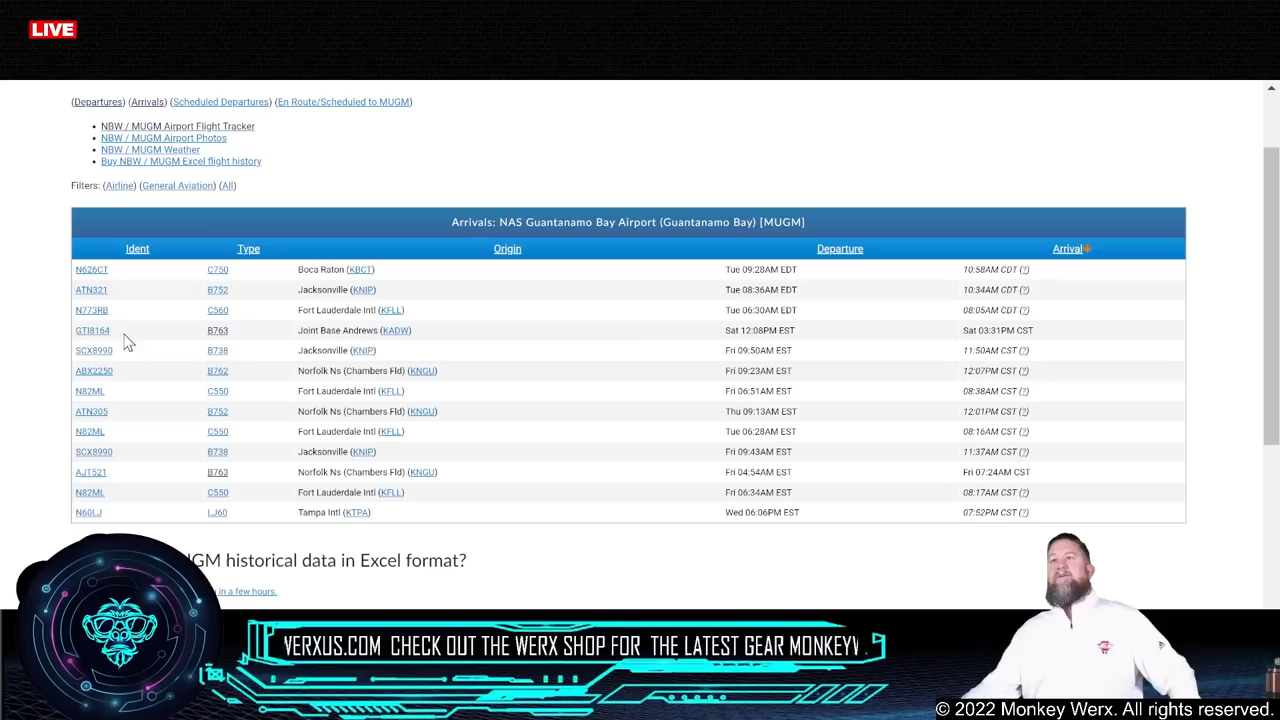 LIVE
(Departures) (Arrivals) (Scheduled Departures) (En Route/Scheduled to MUGM)
• NBW / MUGM Airport Flight Tracker
• NBW / MUGM Airport Photos
• NBW / MUGM Weather
• Buy NBW / MUGM Excel flight history
Filters: (Airline) (General Aviation) (All)
Arrivals: NAS Guantanamo Bay Airport (Guantanamo Bay) [MUGM]
Ident Type Origin Departure Arrival
N626CT C750 Boca Raton (KBCT) Tue 09:28AM EDT 10:58AM CDT (?)
ATN321 B752 Jacksonville (KNIP) Tue 08:36AM EDT 10:34AM CDT (?)
N773RB C560 Fort Lauderdale Intl (KFLL) Tue 06:30AM EDT 08:05AM CDT (?)
GTI8164 B763 Joint Base Andrews (KADW) Sat 12:08PM EST Sat 03:31PM CST
SCX8990 B738 Jacksonville (KNIP) Fri 09:50AM EST 11:50AM CST (?)
ABX2250 B762 Norfolk Ns (Chambers Fld) (KNGU) Fri 09:23AM EST 12:07PM CST (?)
N82ML C550 Fort Lauderdale Intl (KFLL) Fri 06:51AM EST 08:38AM CST (?)
ATN305 B752 Norfolk Ns (Chambers Fld) (KNGU) Thu 09:13AM EST 12:01PM CST (?)
N82ML C550 Fort Lauderdale Intl (KFLL) Tue 06:28AM EST 08:16AM CST (?)
SCX8990 B738 Jacksonville (KNIP) Fri 09:43AM EST 11:37AM CST (?)
AJT521 B763 Norfolk Ns (Chambers Fld) (KNGU) Fri 04:54AM EST Fri 07:24AM CST
N82ML C550 Fort Lauderdale Intl (KFLL) Fri 06:34AM EST 08:17AM CST (?)
N60LJ LJ60 Tampa Intl (KTPA) Wed 06:06PM EST 07:52PM CST (?)
GM historical data in Excel format?
in a few hours.
VERXUS.COM CHECK OUT THE WERX SHOP FOR THE LATEST GEAR MONKEYV
© 2022 Monkey Werx. All rights reserved.